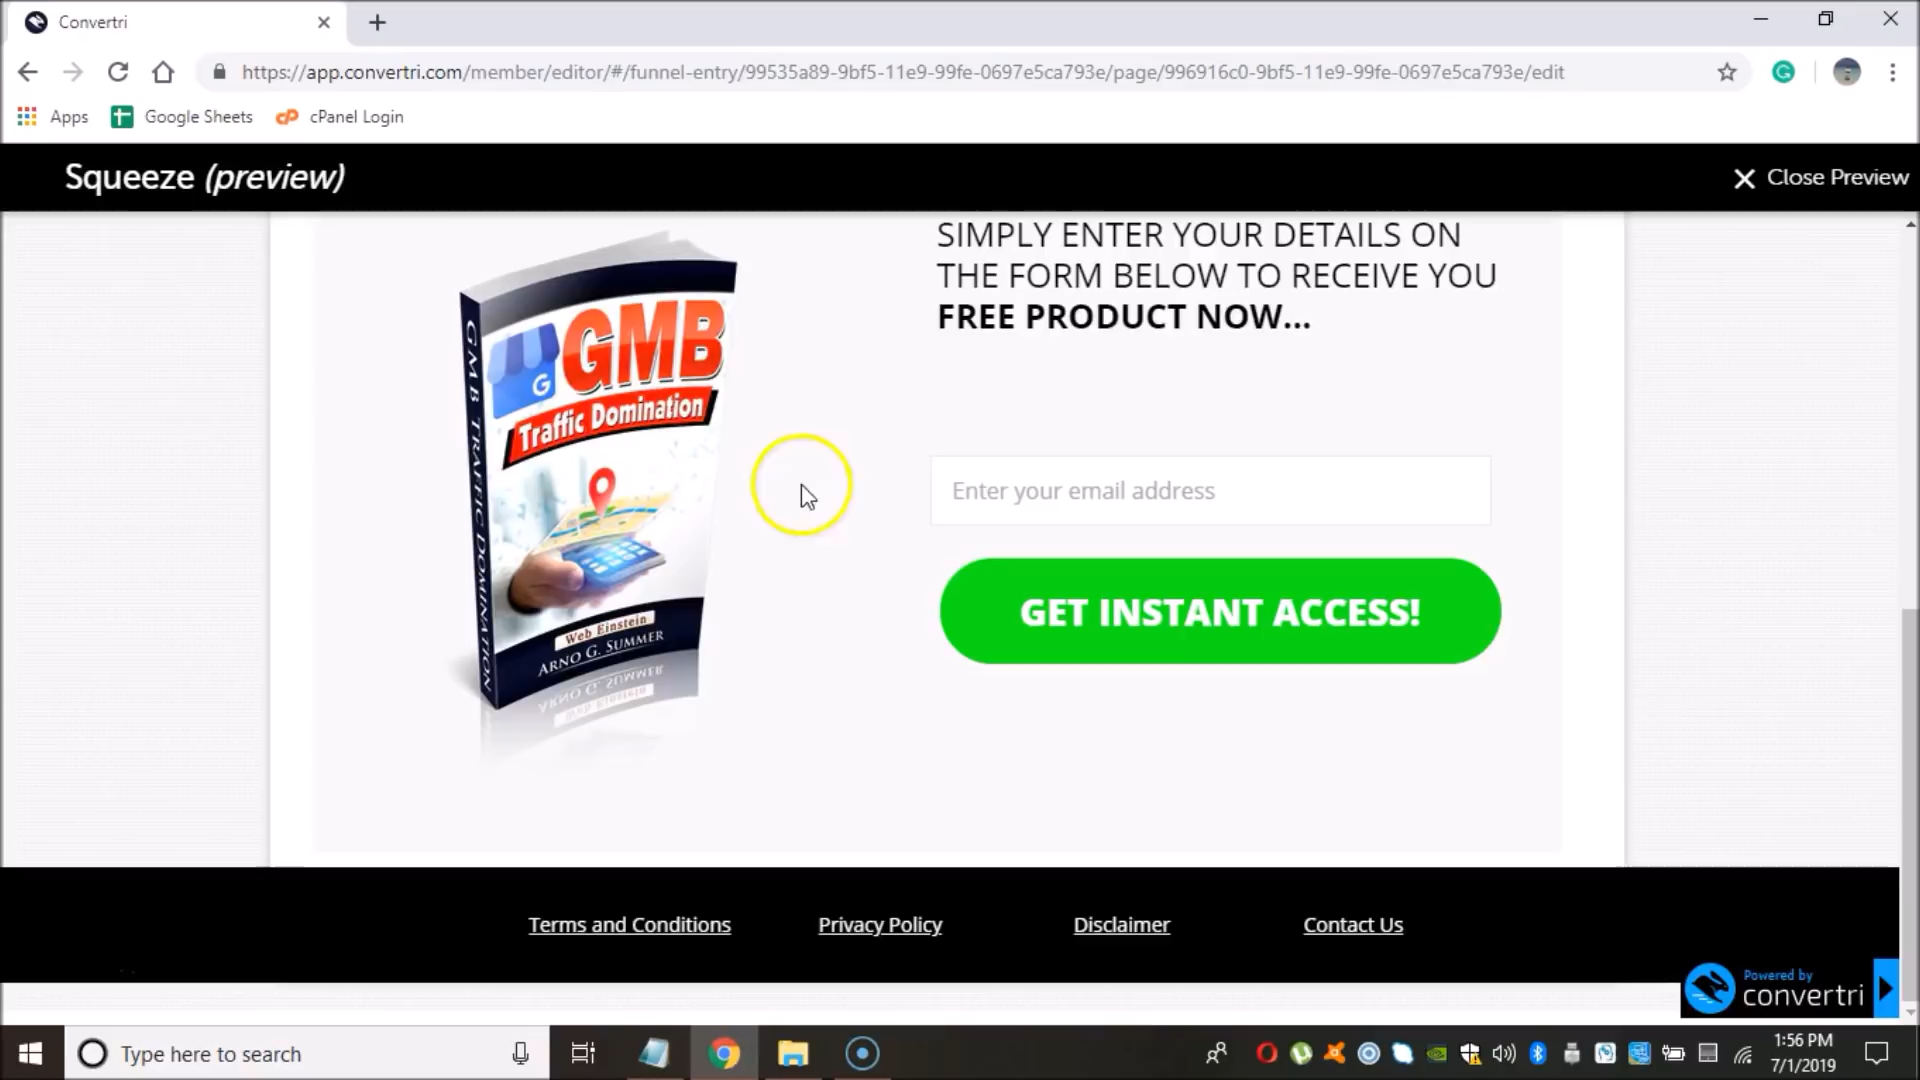 Convertri
https://app.convertri.com/member/editor/#/funnel-entry/99535a89-9bf5-11e9-99fe-0697e5ca793e/page/996916c0-9bf5-11e9-99fe-0697e5ca793e/edit
Apps Google Sheets cP cPanel Login
Squeeze (preview) Close Preview
SIMPLY ENTER YOUR DETAILS ON
THE FORM BELOW TO RECEIVE YOU
FREE PRODUCT NOW...
GMB TRAFFIC DOMINATION
G
GMB
Traffic Domination
Web Einstein
ARNO G. SUMMER
Enter your email address
GET INSTANT ACCESS!
Terms and Conditions Privacy Policy Disclaimer Contact Us
Powered by
convertri
Type here to search
1:56 PM
7/1/2019